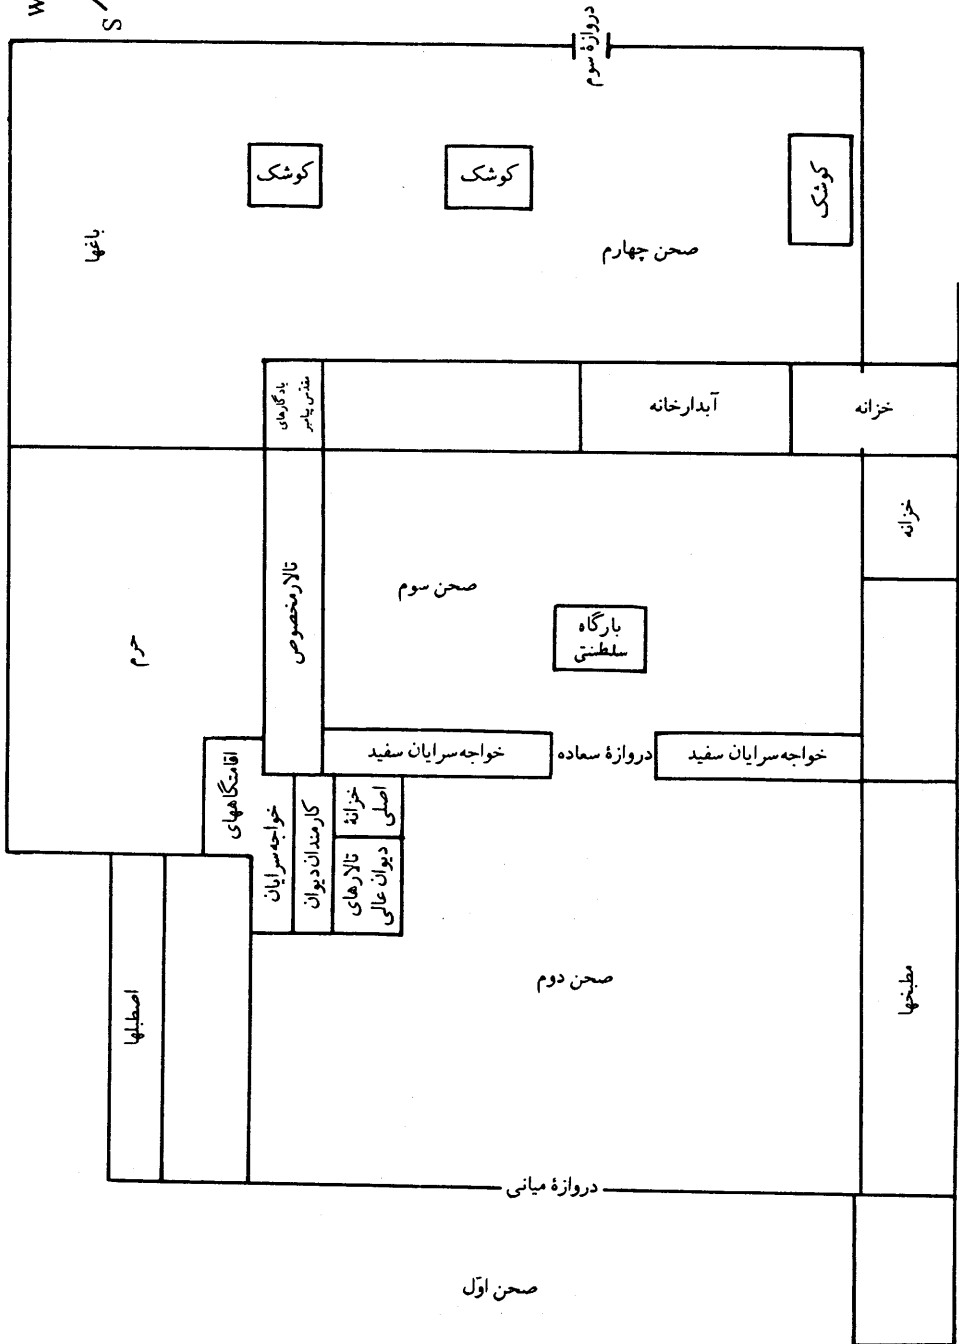 W
S
دروازهٔ سوم
کوشک
کوشک
کوشک
باغها
صحن چهارم
یادگارهای
مقدس پیامبر
آبدارخانه
خزانه
خزانه
تالار مخصوص
صحن سوم
حرم
بارگاه
سلطنتی
خواجه‌سرایان سفید
دروازهٔ سعاده
خواجه‌سرایان سفید
اقامتگاههای
خواجه‌سرایان
کارمندان دیوان
خزانهٔ
اصلی
تالارهای
دیوان عالی
صحن دوم
مطبخها
اصطبلها
دروازهٔ میانی
صحن اوّل